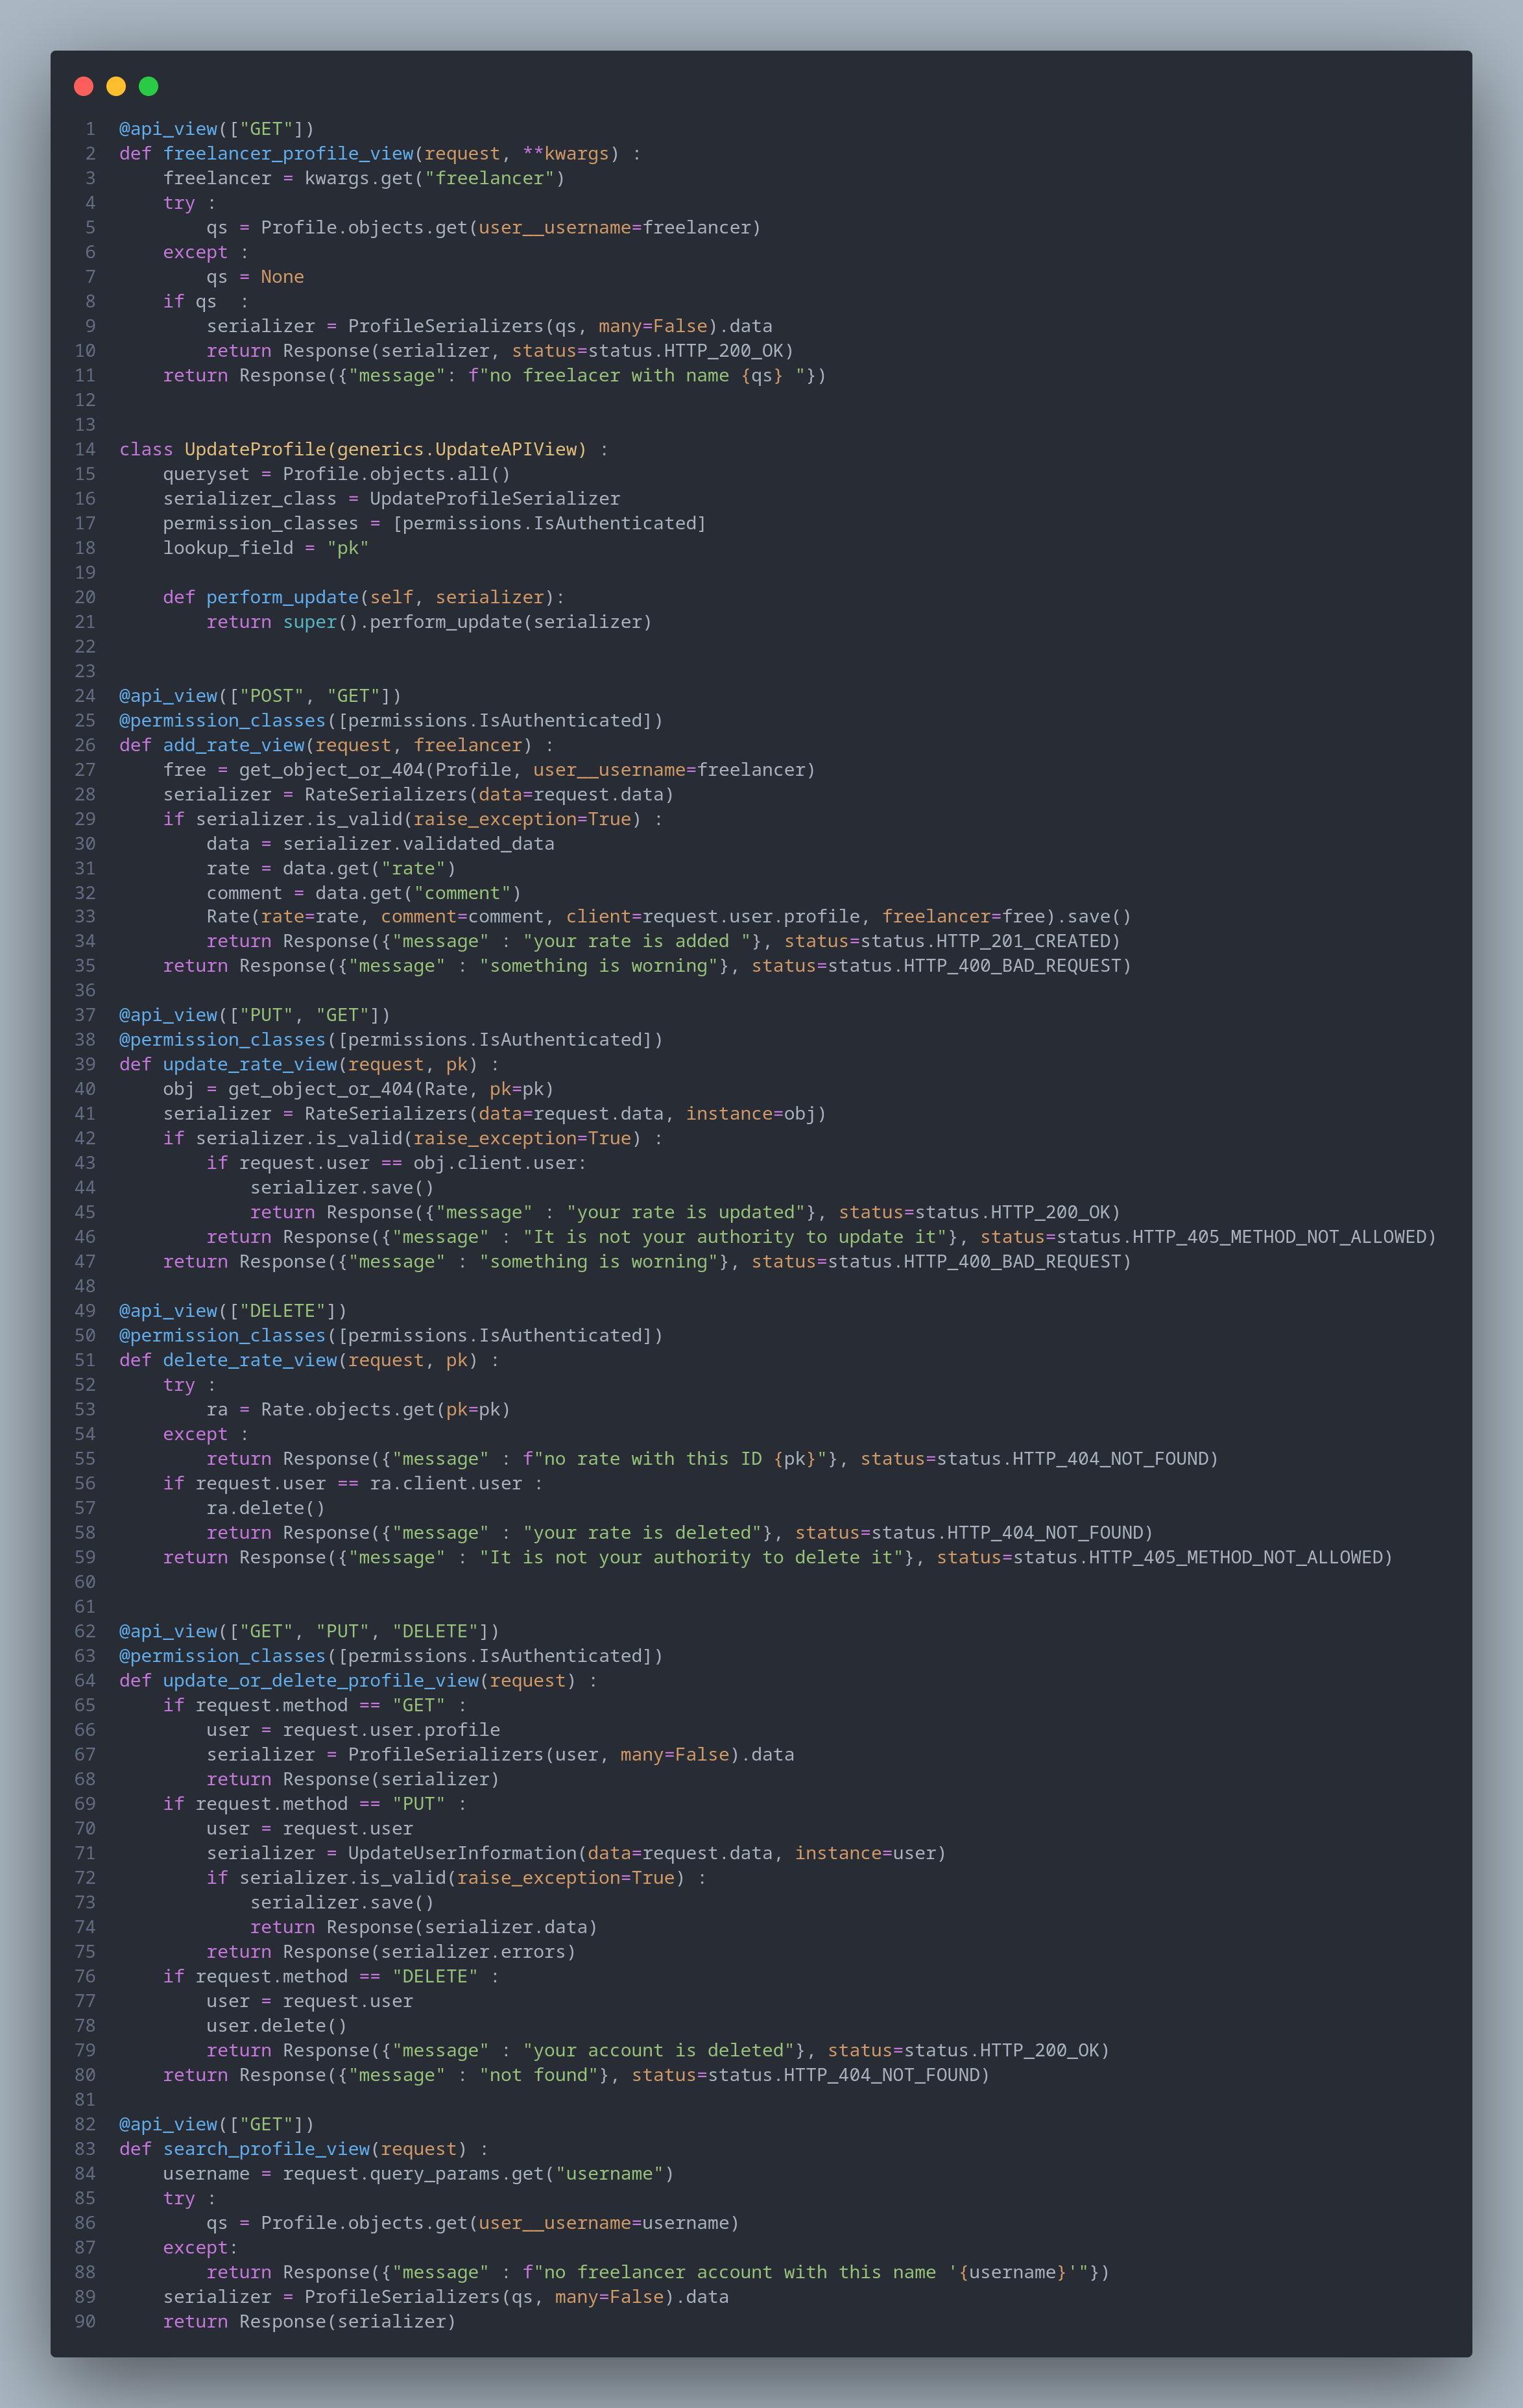 1 @api_view(["GET"])
2 def freelancer_profile_view(request, **kwargs) :
3     freelancer = kwargs.get("freelancer")
4     try :
5         qs = Profile.objects.get(user__username=freelancer)
6     except :
7         qs = None
8     if qs  :
9         serializer = ProfileSerializers(qs, many=False).data
10         return Response(serializer, status=status.HTTP_200_OK)
11     return Response({"message": f"no freelacer with name {qs} "})
12
13
14 class UpdateProfile(generics.UpdateAPIView) :
15     queryset = Profile.objects.all()
16     serializer_class = UpdateProfileSerializer
17     permission_classes = [permissions.IsAuthenticated]
18     lookup_field = "pk"
19
20     def perform_update(self, serializer):
21         return super().perform_update(serializer)
22
23
24 @api_view(["POST", "GET"])
25 @permission_classes([permissions.IsAuthenticated])
26 def add_rate_view(request, freelancer) :
27     free = get_object_or_404(Profile, user__username=freelancer)
28     serializer = RateSerializers(data=request.data)
29     if serializer.is_valid(raise_exception=True) :
30         data = serializer.validated_data
31         rate = data.get("rate")
32         comment = data.get("comment")
33         Rate(rate=rate, comment=comment, client=request.user.profile, freelancer=free).save()
34         return Response({"message" : "your rate is added "}, status=status.HTTP_201_CREATED)
35     return Response({"message" : "something is worning"}, status=status.HTTP_400_BAD_REQUEST)
36
37 @api_view(["PUT", "GET"])
38 @permission_classes([permissions.IsAuthenticated])
39 def update_rate_view(request, pk) :
40     obj = get_object_or_404(Rate, pk=pk)
41     serializer = RateSerializers(data=request.data, instance=obj)
42     if serializer.is_valid(raise_exception=True) :
43         if request.user == obj.client.user:
44             serializer.save()
45             return Response({"message" : "your rate is updated"}, status=status.HTTP_200_OK)
46         return Response({"message" : "It is not your authority to update it"}, status=status.HTTP_405_METHOD_NOT_ALLOWED)
47     return Response({"message" : "something is worning"}, status=status.HTTP_400_BAD_REQUEST)
48
49 @api_view(["DELETE"])
50 @permission_classes([permissions.IsAuthenticated])
51 def delete_rate_view(request, pk) :
52     try :
53         ra = Rate.objects.get(pk=pk)
54     except :
55         return Response({"message" : f"no rate with this ID {pk}"}, status=status.HTTP_404_NOT_FOUND)
56     if request.user == ra.client.user :
57         ra.delete()
58         return Response({"message" : "your rate is deleted"}, status=status.HTTP_404_NOT_FOUND)
59     return Response({"message" : "It is not your authority to delete it"}, status=status.HTTP_405_METHOD_NOT_ALLOWED)
60
61
62 @api_view(["GET", "PUT", "DELETE"])
63 @permission_classes([permissions.IsAuthenticated])
64 def update_or_delete_profile_view(request) :
65     if request.method == "GET" :
66         user = request.user.profile
67         serializer = ProfileSerializers(user, many=False).data
68         return Response(serializer)
69     if request.method == "PUT" :
70         user = request.user
71         serializer = UpdateUserInformation(data=request.data, instance=user)
72         if serializer.is_valid(raise_exception=True) :
73             serializer.save()
74             return Response(serializer.data)
75         return Response(serializer.errors)
76     if request.method == "DELETE" :
77         user = request.user
78         user.delete()
79         return Response({"message" : "your account is deleted"}, status=status.HTTP_200_OK)
80     return Response({"message" : "not found"}, status=status.HTTP_404_NOT_FOUND)
81
82 @api_view(["GET"])
83 def search_profile_view(request) :
84     username = request.query_params.get("username")
85     try :
86         qs = Profile.objects.get(user__username=username)
87     except:
88         return Response({"message" : f"no freelancer account with this name '{username}'"})
89     serializer = ProfileSerializers(qs, many=False).data
90     return Response(serializer)